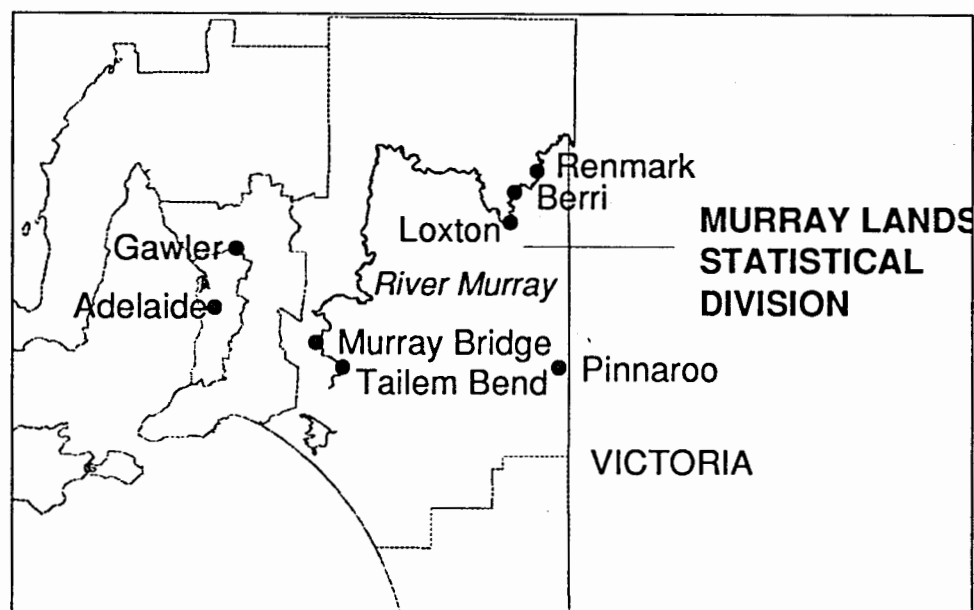 Renmark
Berri
Loxton
MURRAY LANDS
STATISTICAL
DIVISION
Gawler
River Murray
Adelaide
Murray Bridge
Tailem Bend
Pinnaroo
VICTORIA